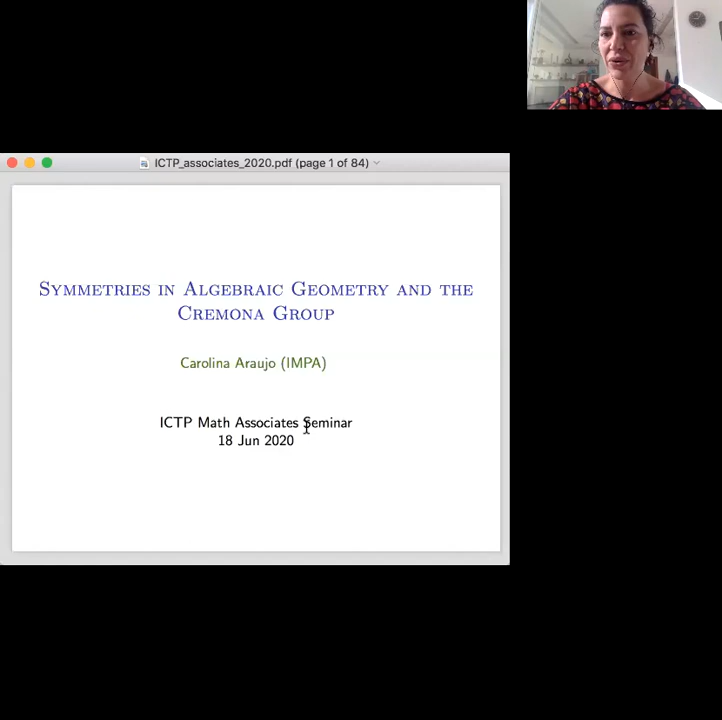 ICTP_associates_2020.pdf (page 1 of 84)
Symmetries in Algebraic Geometry and the
Cremona Group
Carolina Araujo (IMPA)
ICTP Math Associates Seminar
18 Jun 2020